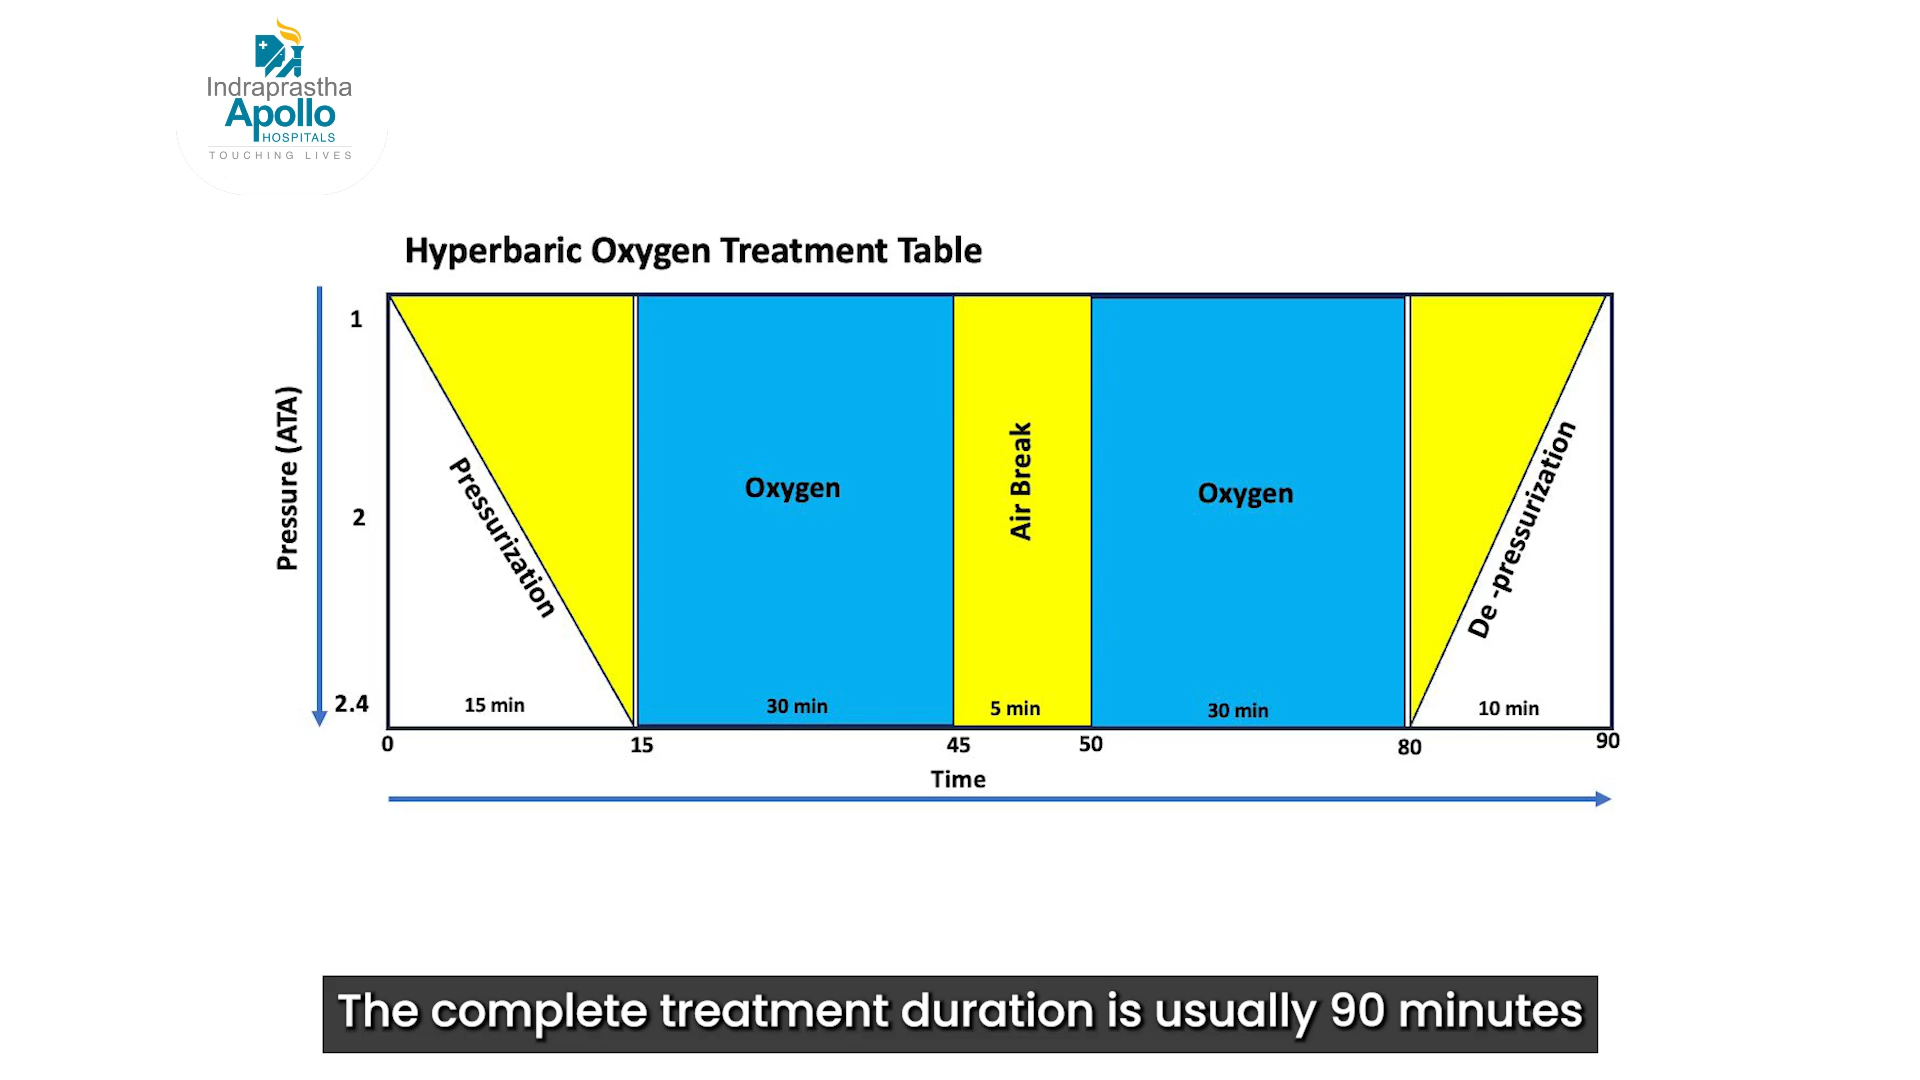 Indraprastha
Apollo
HOSPITALS
TOUCHING LIVES
Hyperbaric Oxygen Treatment Table
Pressure (ATA)
1
2
2.4
Pressurization
15 min
Oxygen
30 min
Air Break
5 min
Oxygen
30 min
De -pressurization
10 min
0
15
45
50
80
90
Time
The complete treatment duration is usually 90 minutes